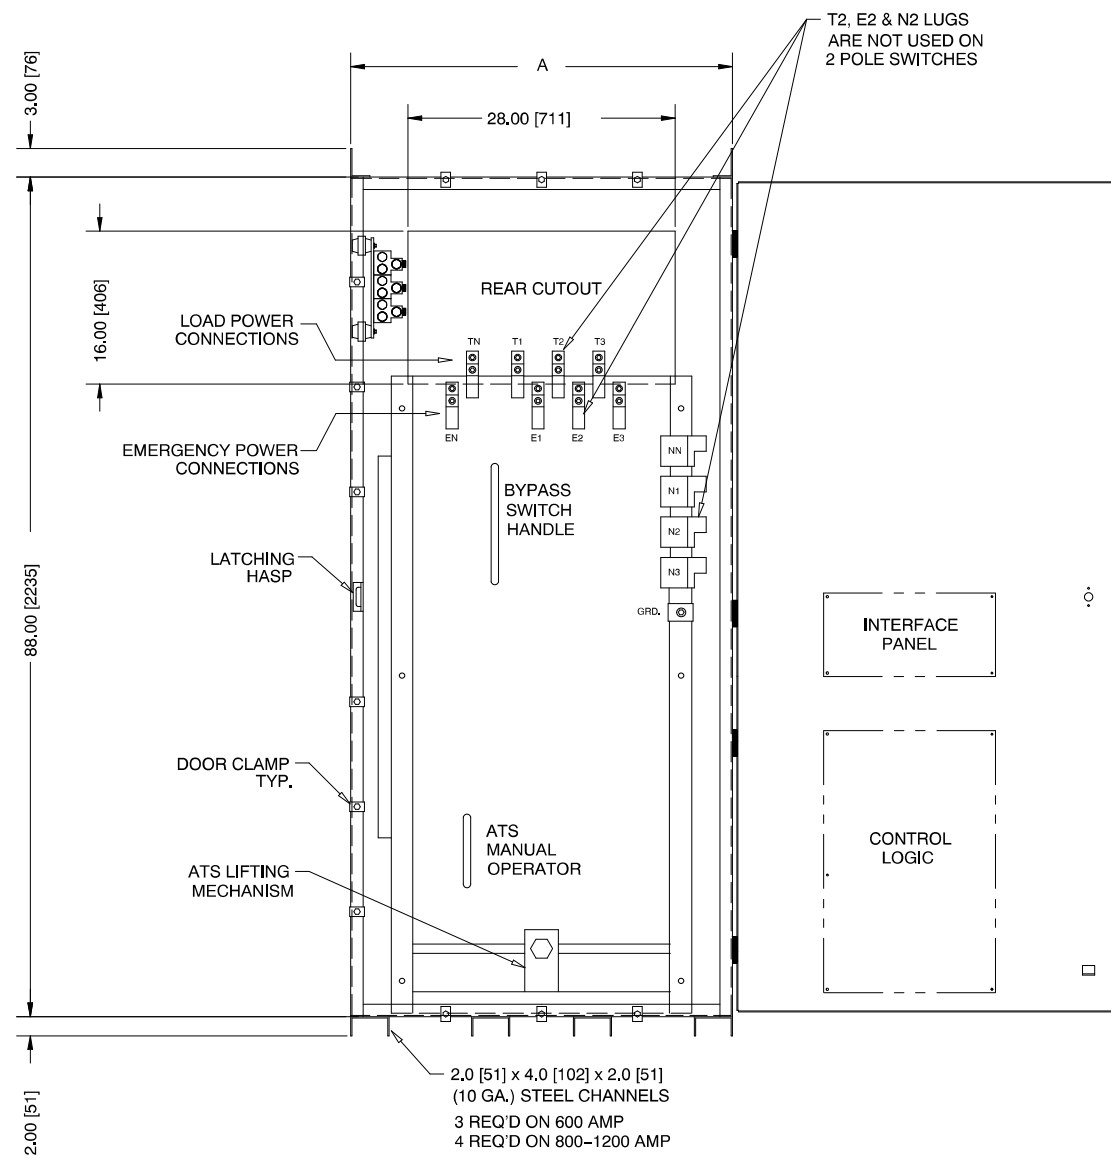 T2, E2 & N2 LUGS
ARE NOT USED ON
2 POLE SWITCHES
3.00 [76]
A
28.00 [711]
16.00 [406]
REAR CUTOUT
LOAD POWER
CONNECTIONS
TN
T1
T2
T3
EN
E1
E2
E3
EMERGENCY POWER
CONNECTIONS
NN
N1
N2
N3
GRD.
BYPASS
SWITCH
HANDLE
LATCHING
HASP
88.00 [2235]
INTERFACE
PANEL
DOOR CLAMP
TYP.
ATS
MANUAL
OPERATOR
CONTROL
LOGIC
ATS LIFTING
MECHANISM
2.00 [51]
2.0 [51] x 4.0 [102] x 2.0 [51]
(10 GA.) STEEL CHANNELS
3 REQ'D ON 600 AMP
4 REQ'D ON 800–1200 AMP